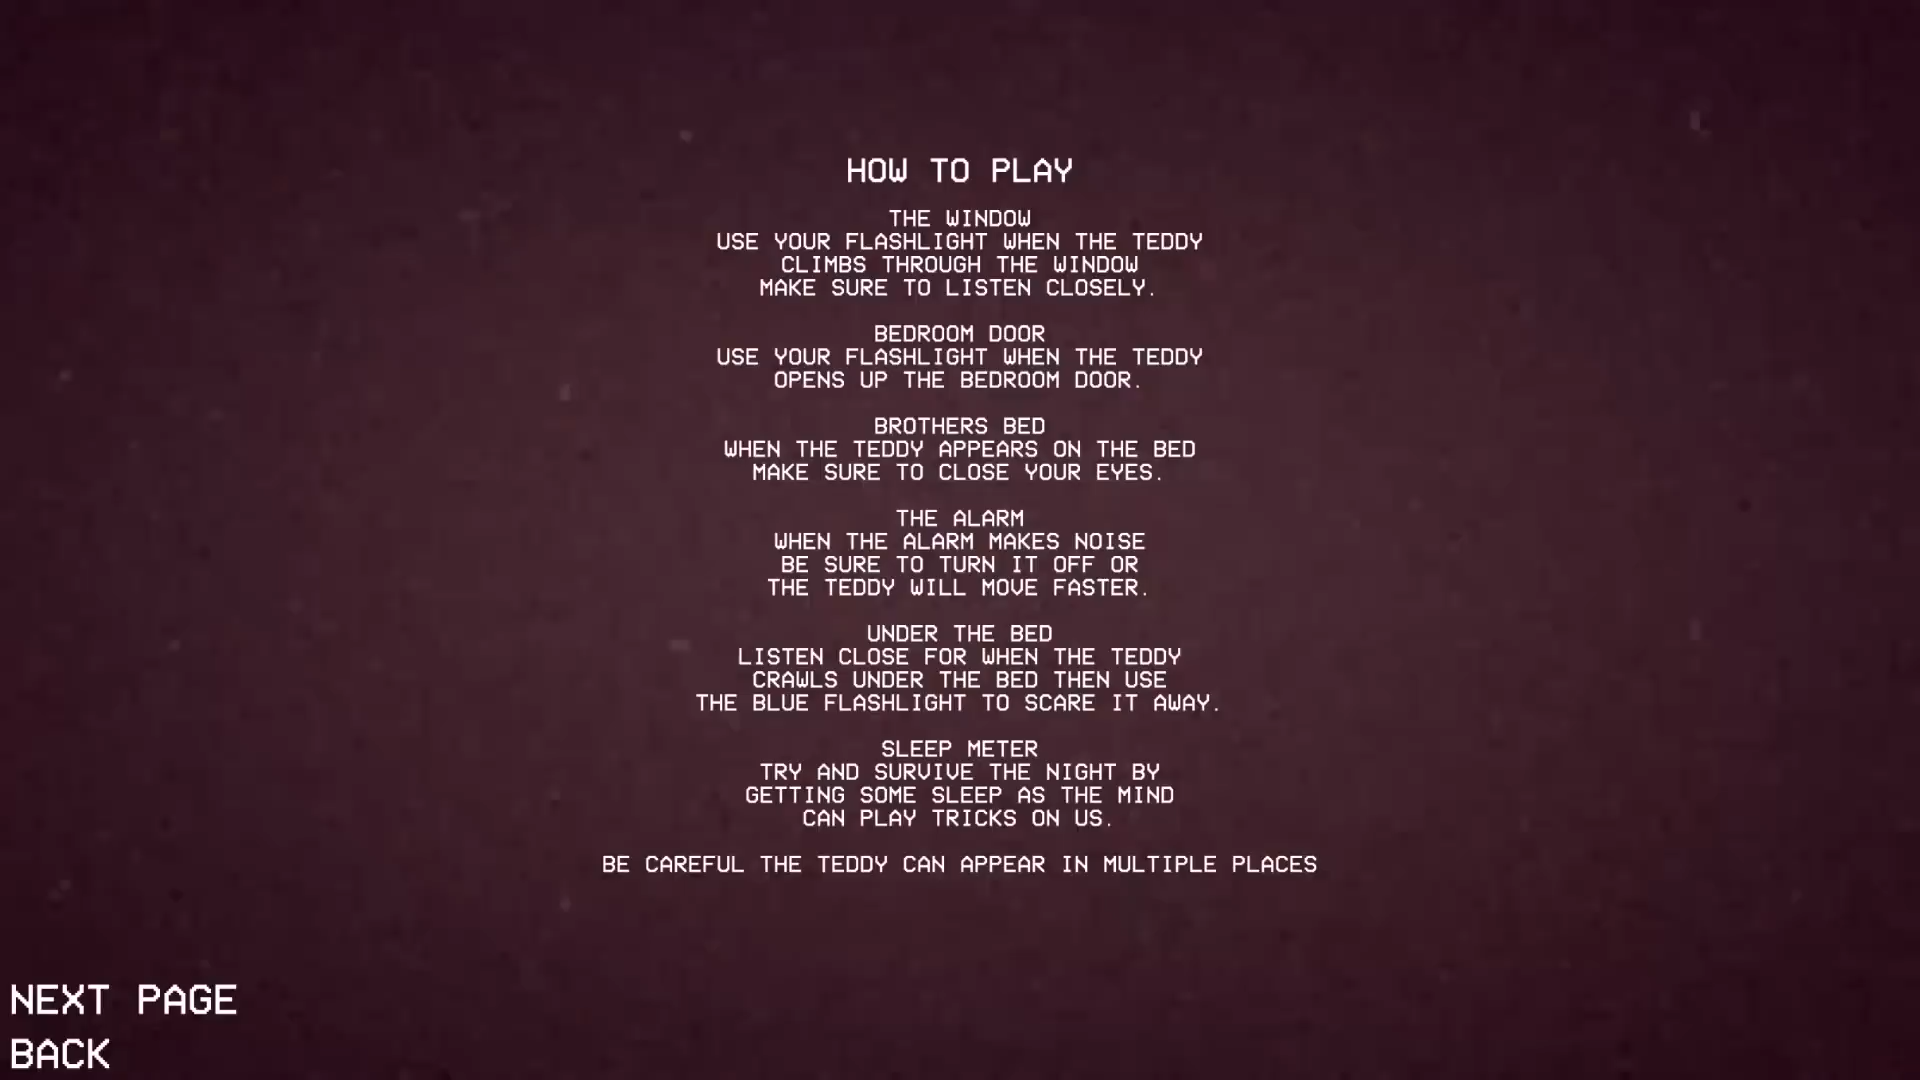 HOW TO PLAY
THE WINDOW
USE YOUR FLASHLIGHT WHEN THE TEDDY
CLIMBS THROUGH THE WINDOW
MAKE SURE TO LISTEN CLOSELY.
BEDROOM DOOR
USE YOUR FLASHLIGHT WHEN THE TEDDY
OPENS UP THE BEDROOM DOOR.
BROTHERS BED
WHEN THE TEDDY APPEARS ON THE BED
MAKE SURE TO CLOSE YOUR EYES.
THE ALARM
WHEN THE ALARM MAKES NOISE
BE SURE TO TURN IT OFF OR
THE TEDDY WILL MOVE FASTER.
UNDER THE BED
LISTEN CLOSE FOR WHEN THE TEDDY
CRAWLS UNDER THE BED THEN USE
THE BLUE FLASHLIGHT TO SCARE IT AWAY.
SLEEP METER
TRY AND SURVIVE THE NIGHT BY
GETTING SOME SLEEP AS THE MIND
CAN PLAY TRICKS ON US.
BE CAREFUL THE TEDDY CAN APPEAR IN MULTIPLE PLACES
NEXT PAGE
BACK